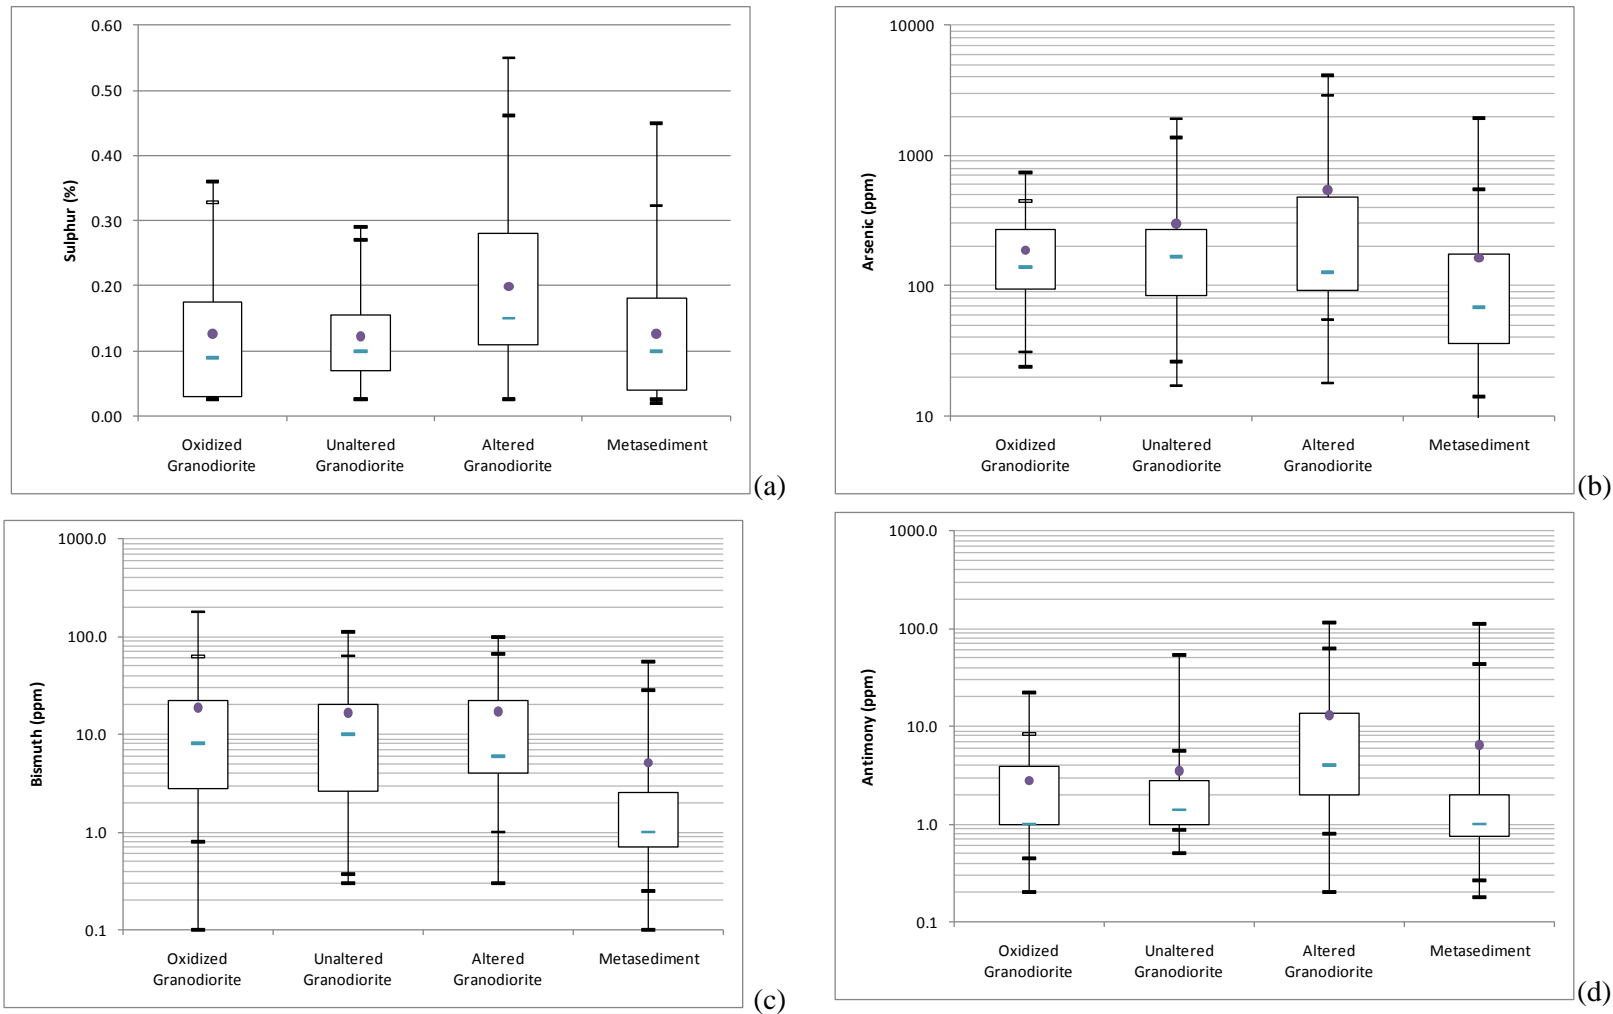 0.60
0.50
0.40
0.30
0.20
0.10
0.00
Sulphur (%)
Oxidized Granodiorite
Unaltered Granodiorite
Altered Granodiorite
Metasediment
(a)
10000
1000
100
10
Arsenic (ppm)
Oxidized Granodiorite
Unaltered Granodiorite
Altered Granodiorite
Metasediment
(b)
1000.0
100.0
10.0
1.0
0.1
Bismuth (ppm)
Oxidized Granodiorite
Unaltered Granodiorite
Altered Granodiorite
Metasediment
(c)
1000.0
100.0
10.0
1.0
0.1
Antimony (ppm)
Oxidized Granodiorite
Unaltered Granodiorite
Altered Granodiorite
Metasediment
(d)